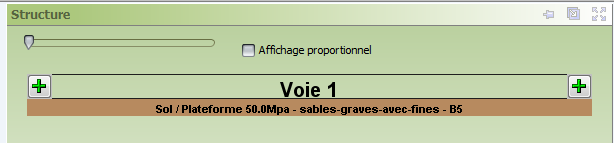 Structure
Affichage proportionnel
Voie 1
Sol / Plateforme 50.0Mpa - sables-graves-avec-fines - B5